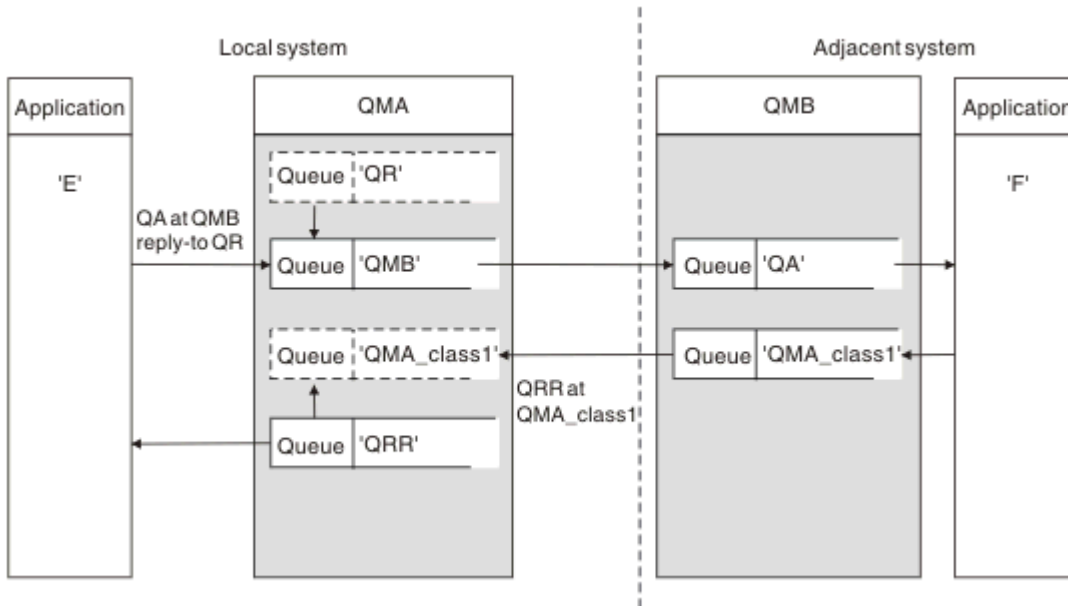 Local system
Adjacent system
Application
QMA
QMB
Application
'E'
Queue 'QR'
'F'
QA at QMB
reply-to QR
Queue 'QMB'
Queue 'QA'
Queue 'QMA_class1'
Queue 'QMA_class1'
QRR at
QMA_class1
Queue 'QRR'